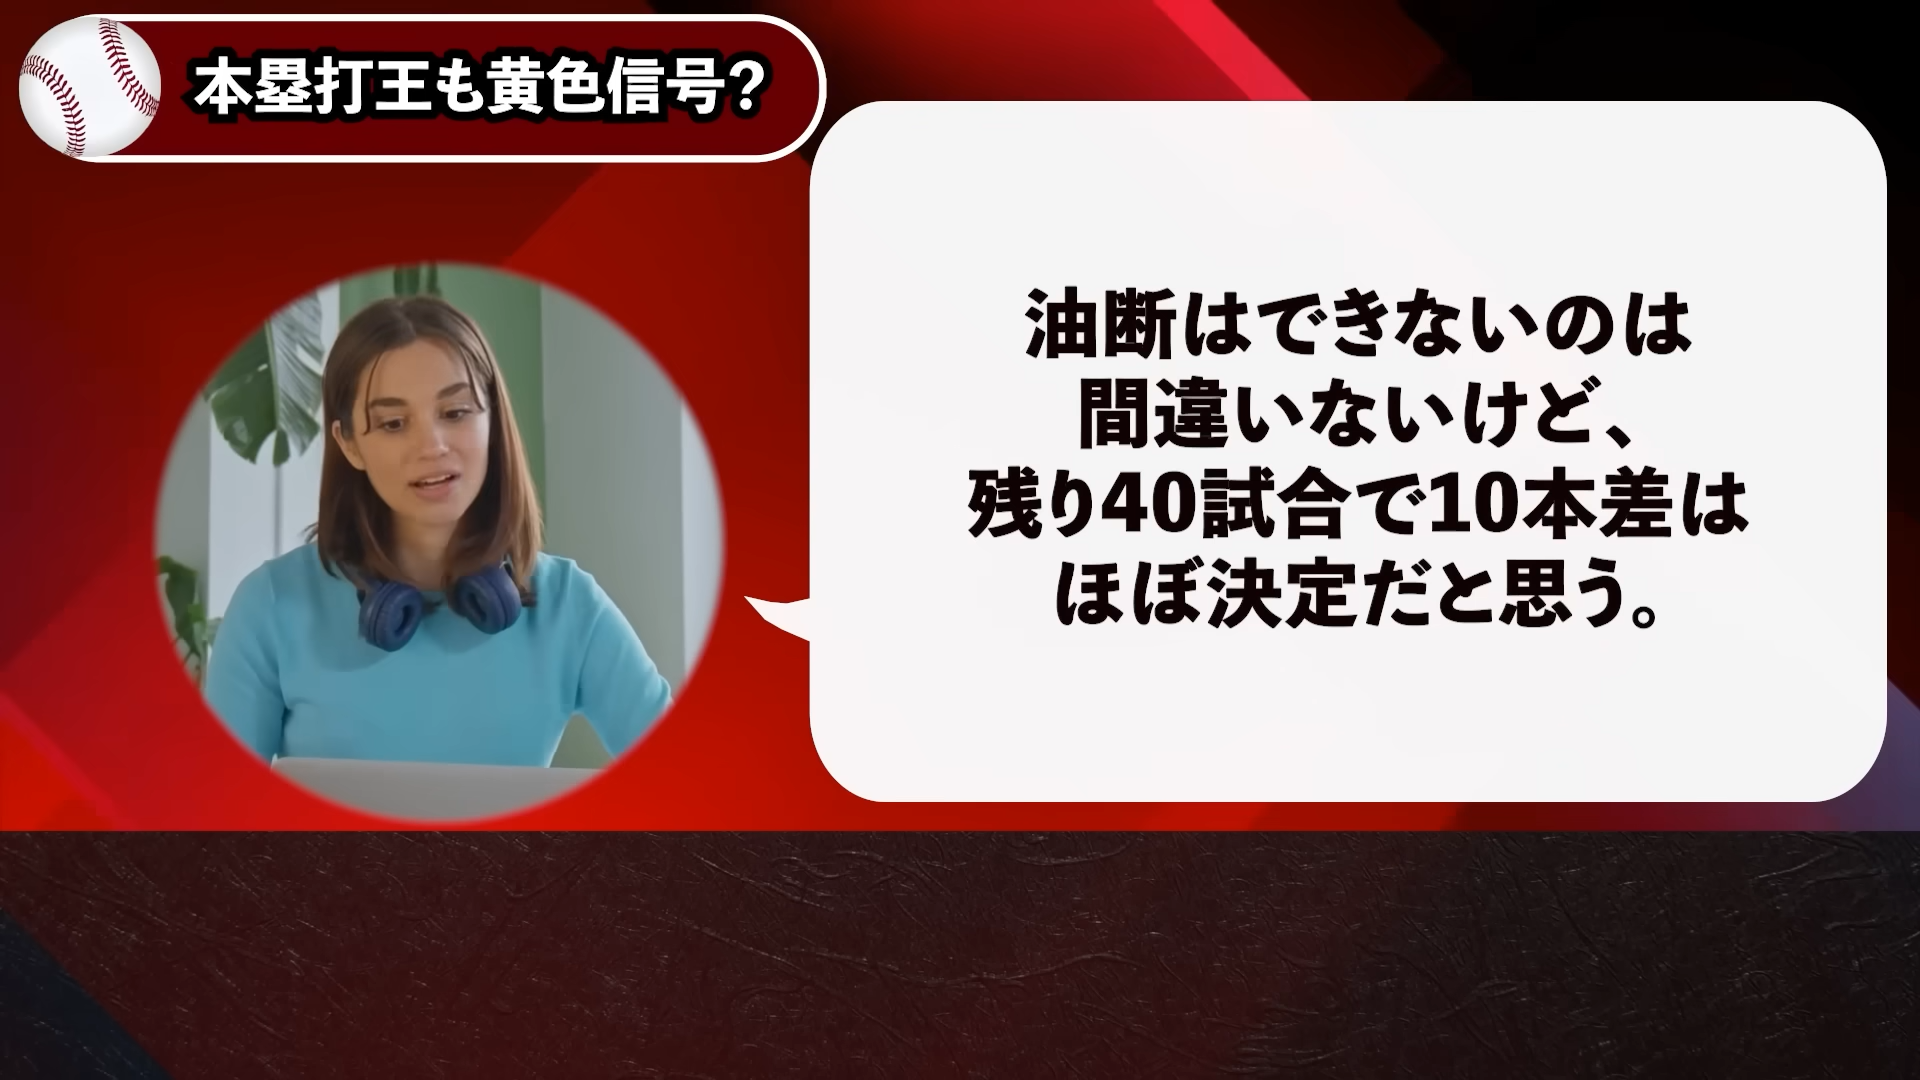 本塁打王も黄色信号?
油断はできないのは
間違いないけど、
残り40試合で10本差は
ほぼ決定だと思う。